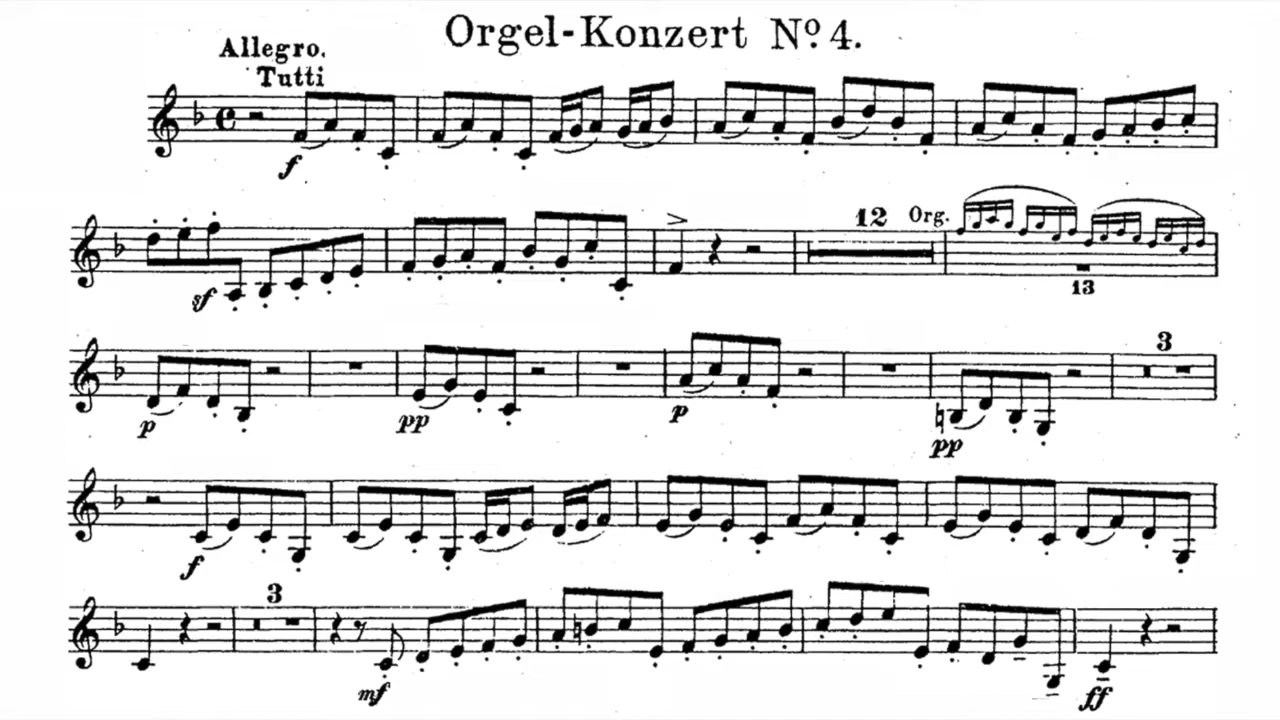 Orgel-Konzert Nº 4.
Allegro.
Tutti
f
12 Org.
sf
13
3
p pp p pp
f
3
mf ff